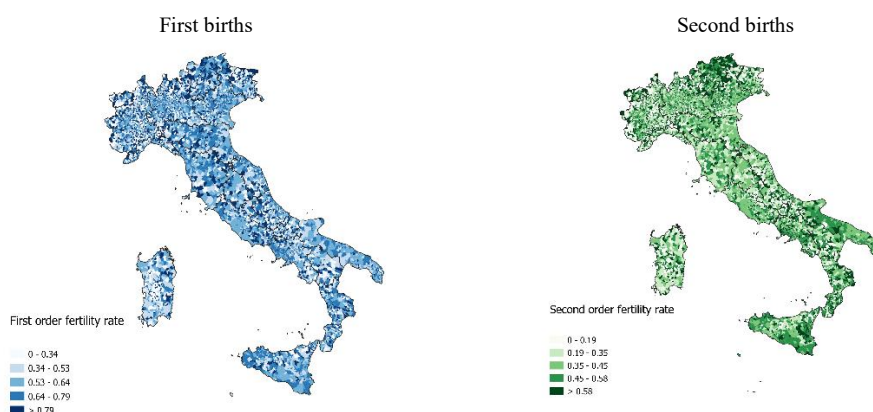 First births
Second births
First order fertility rate
0 - 0.34
0.34 - 0.53
0.53 - 0.64
0.64 - 0.79
> 0.79
Second order fertility rate
0 - 0.19
0.19 - 0.35
0.35 - 0.45
0.45 - 0.58
> 0.58